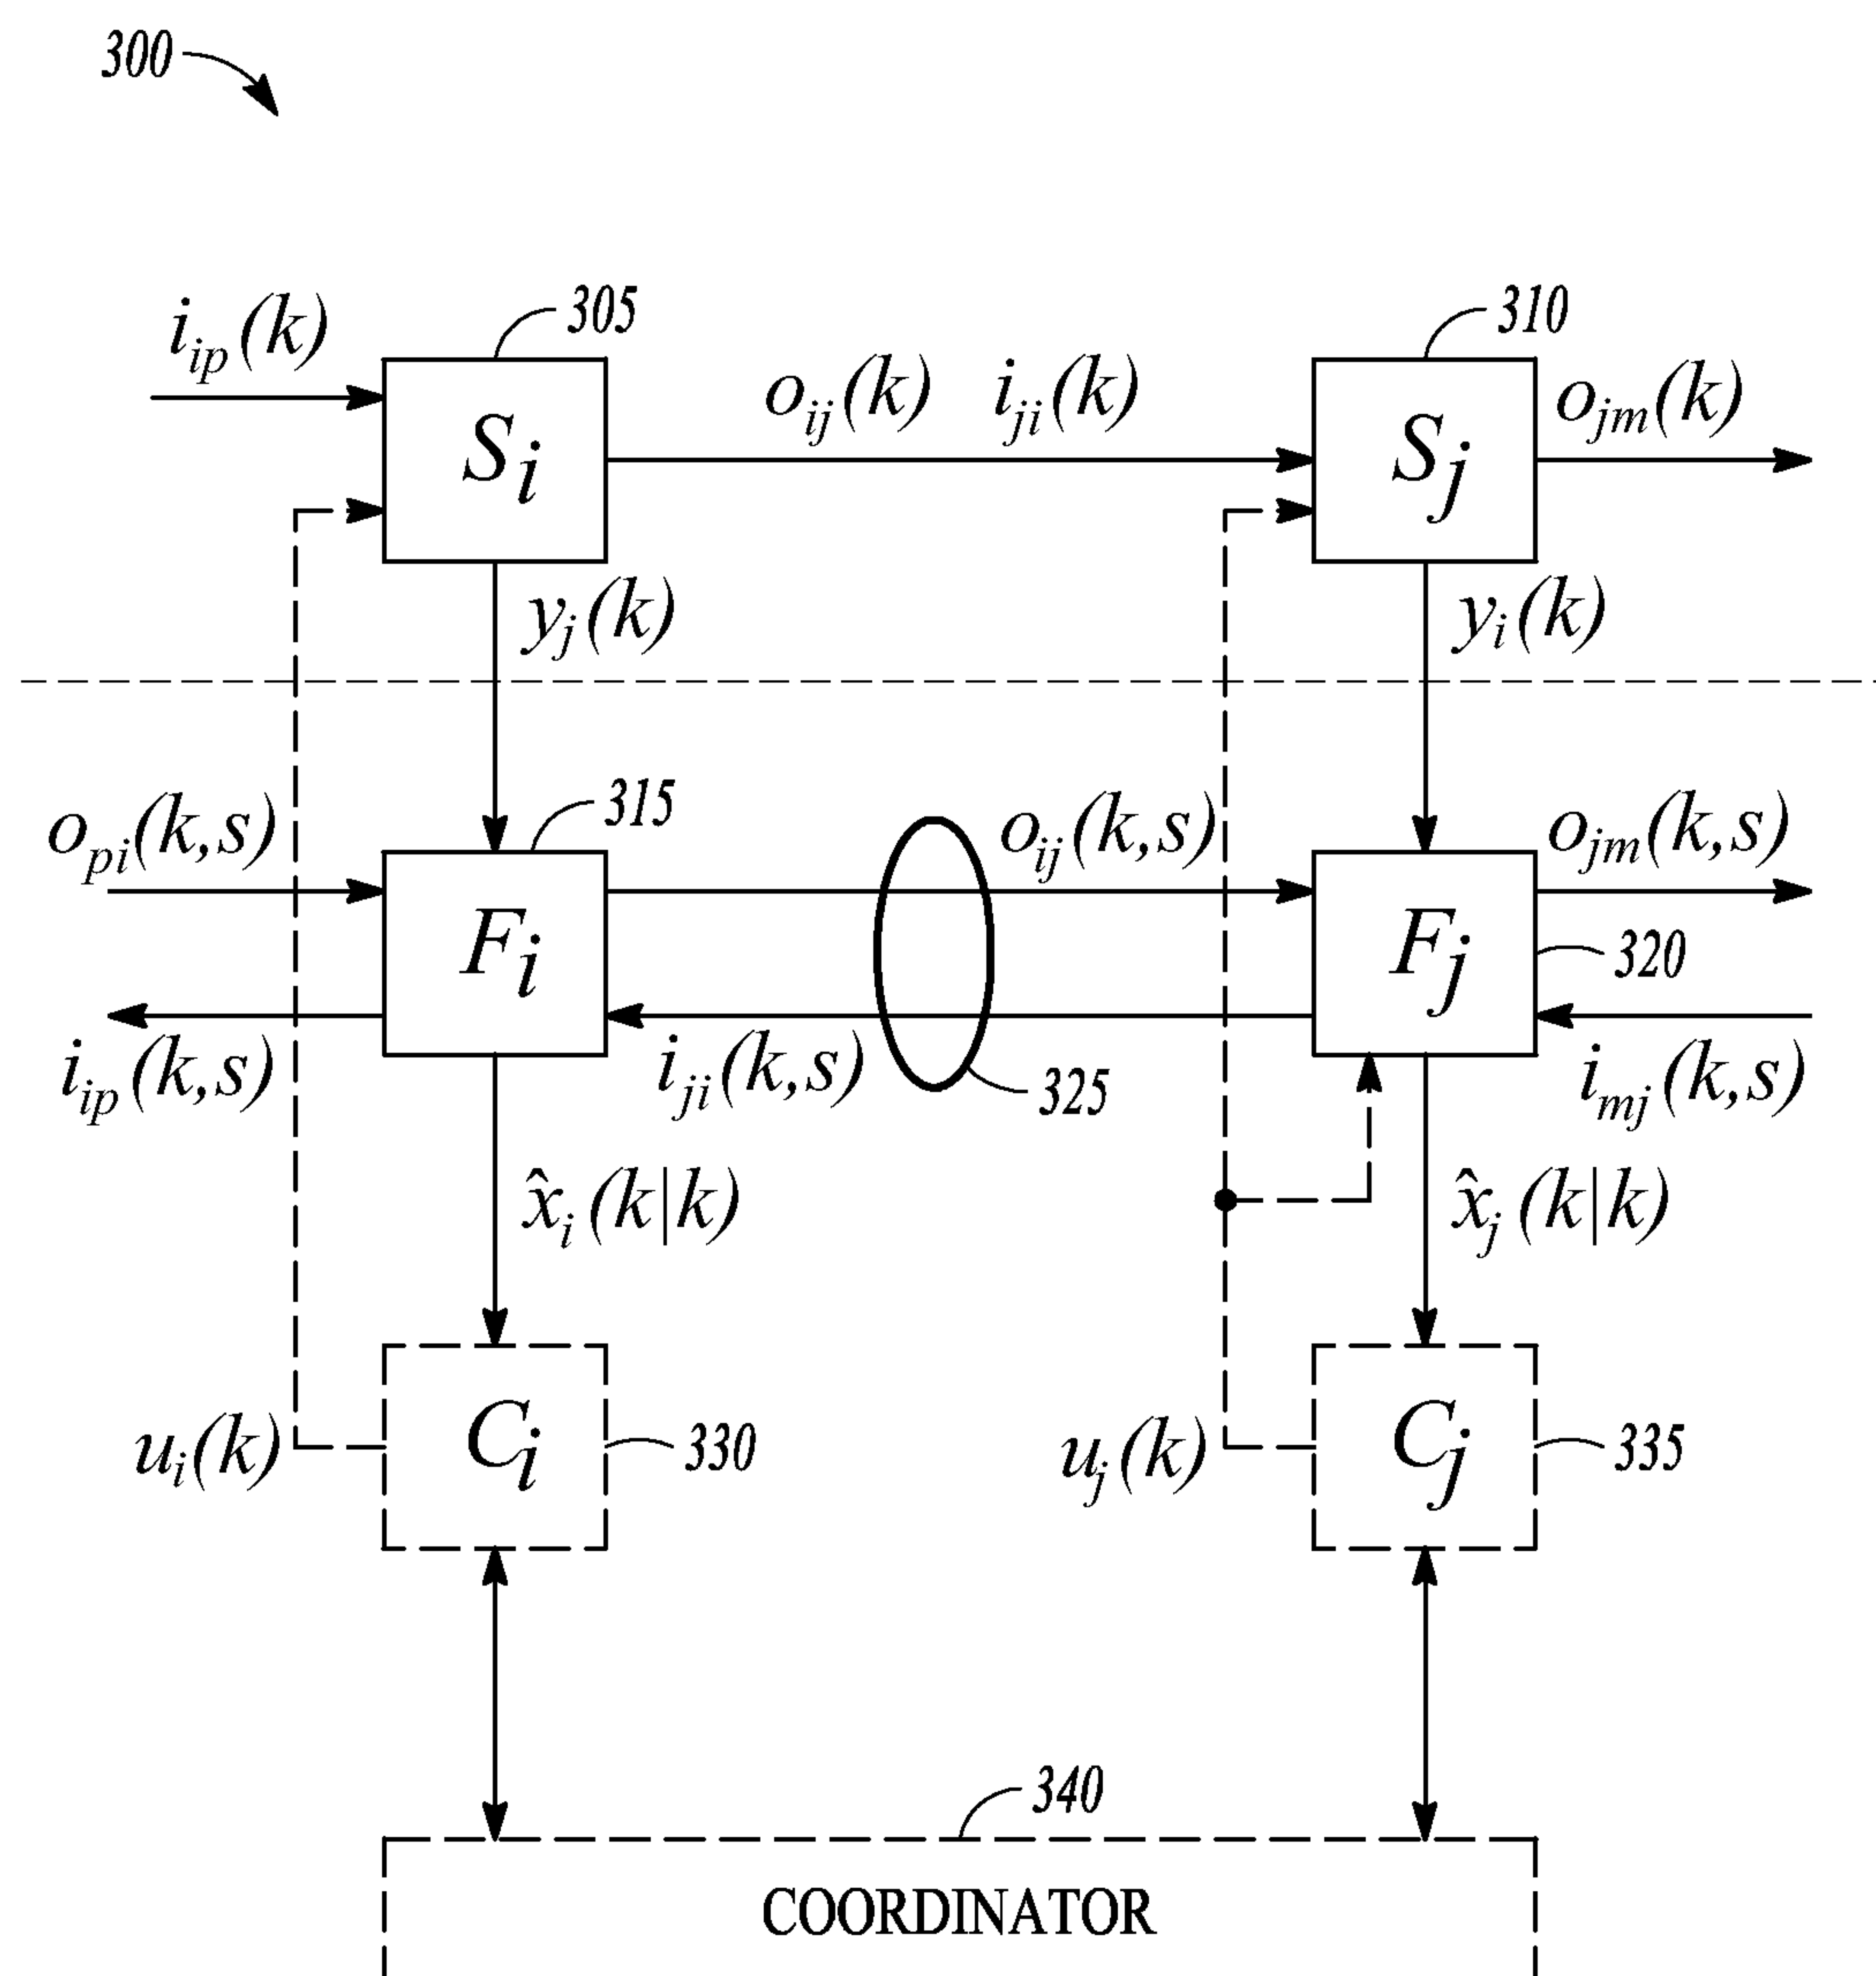 300
305
310
i_ip(k)
o_ij(k) i_ji(k)
o_jm(k)
S_i
S_j
y_j(k)
y_i(k)
315
o_pi(k,s)
o_ij(k,s)
o_jm(k,s)
F_i
F_j
320
i_ip(k,s)
i_ji(k,s)
325
i_mj(k,s)
x̂_i(k|k)
x̂_j(k|k)
u_i(k)
C_i
330
u_j(k)
C_j
335
340
COORDINATOR